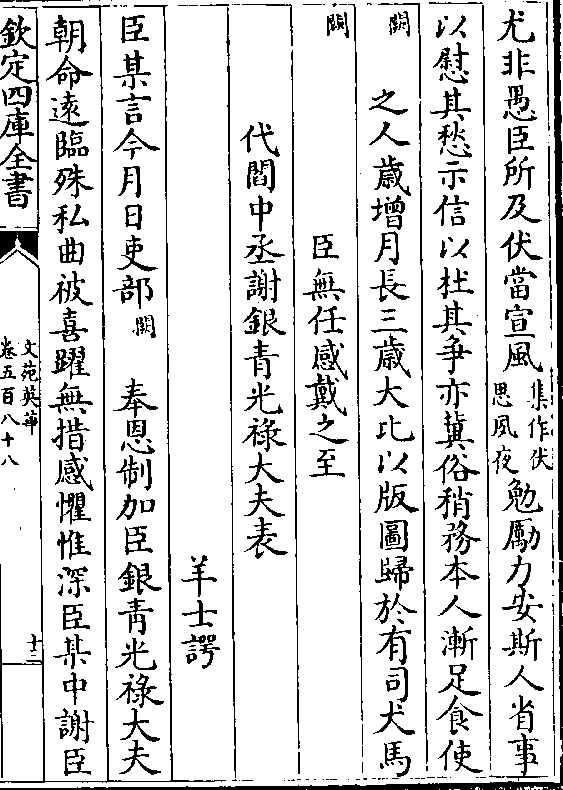 尤非愚臣所及伏當宣風集作伏思夙夜勉勵力安斯人省事
以慰其愁示信以杜其爭亦冀俗稍務本人漸足食使
闕之人歲增月長三歲大比以版圖歸於有司犬馬
闕臣無任感戴之至
代閻中丞謝銀青光祿大夫表
羊士諤
臣某言今月日吏部闕奉恩制加臣銀青光祿大夫
朝命遠臨殊私曲被喜躍無措感懼惟深臣某中謝臣
欽定四庫全書
文苑英華
卷五百八十八
十三